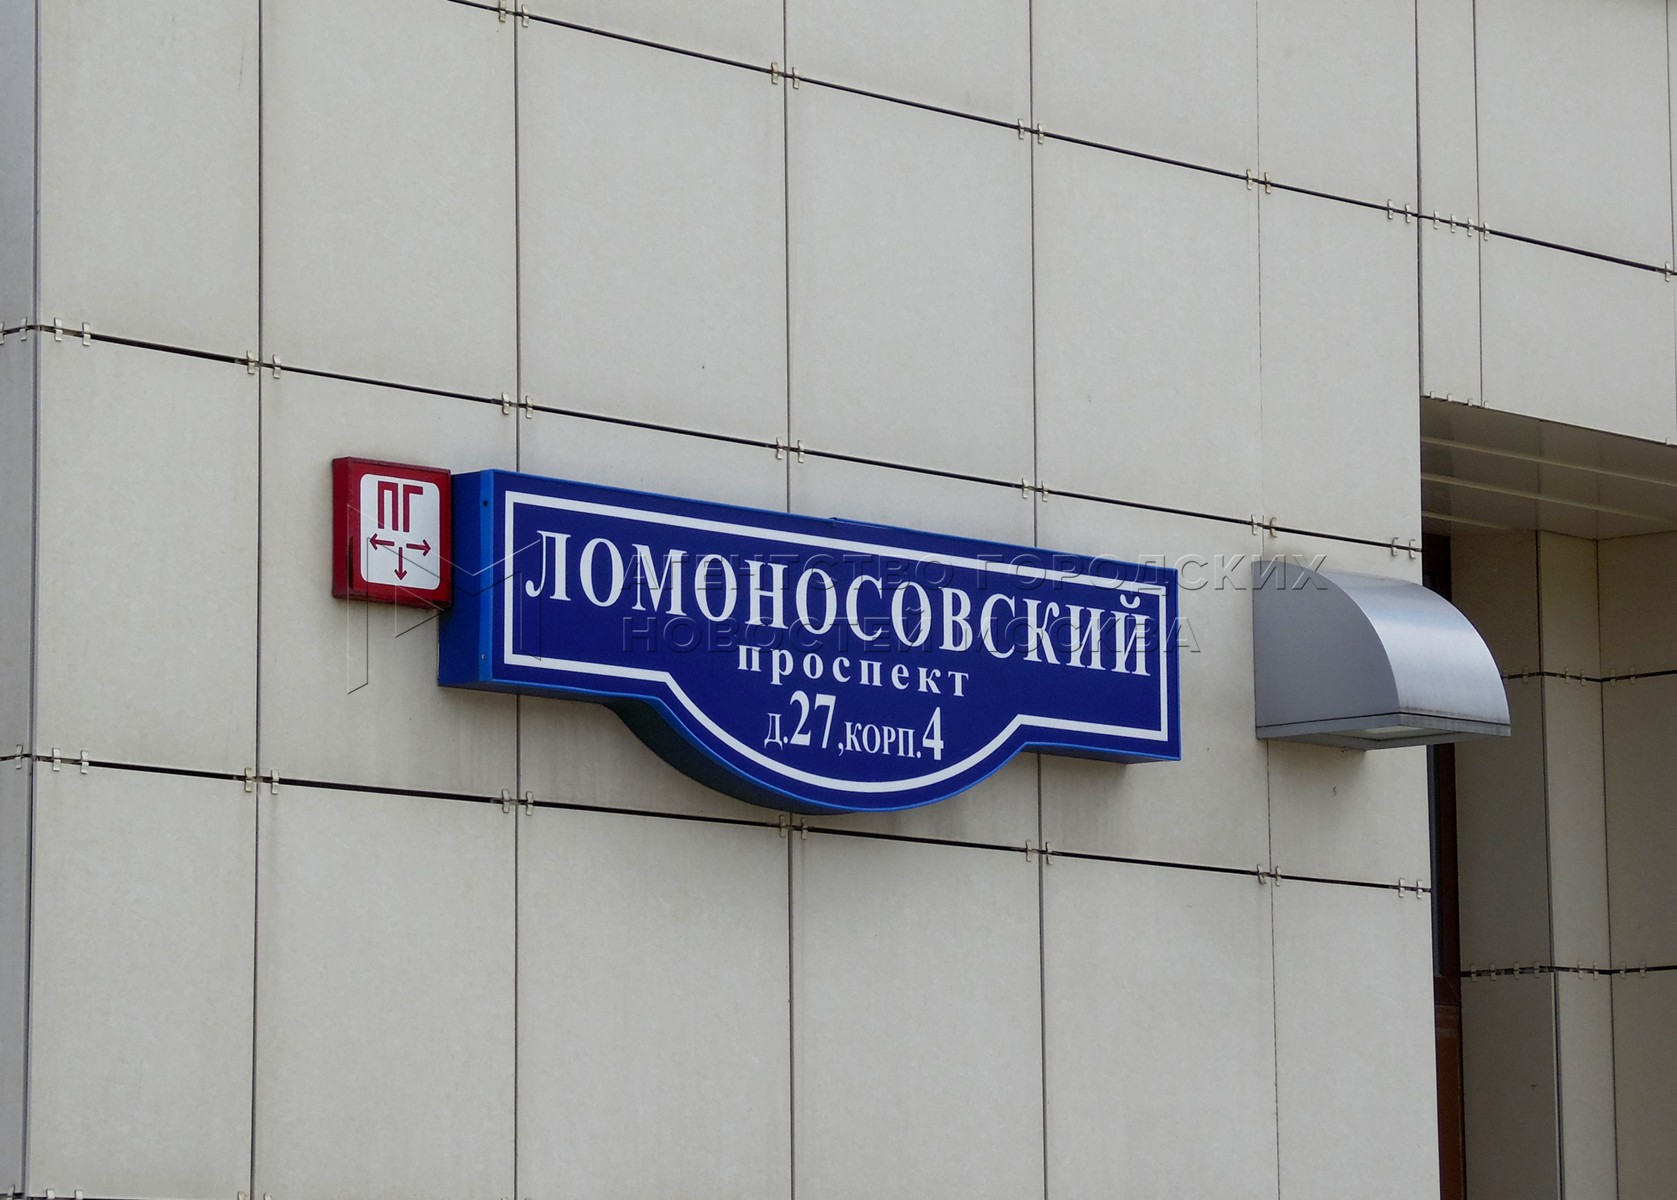 ПГ
ЛОМОНОСОВСКИЙ
проспект
д.27,КОРП.4
АГЕНТСТВО ГОРОДСКИХ
НОВОСТЕЙ МОСКВА